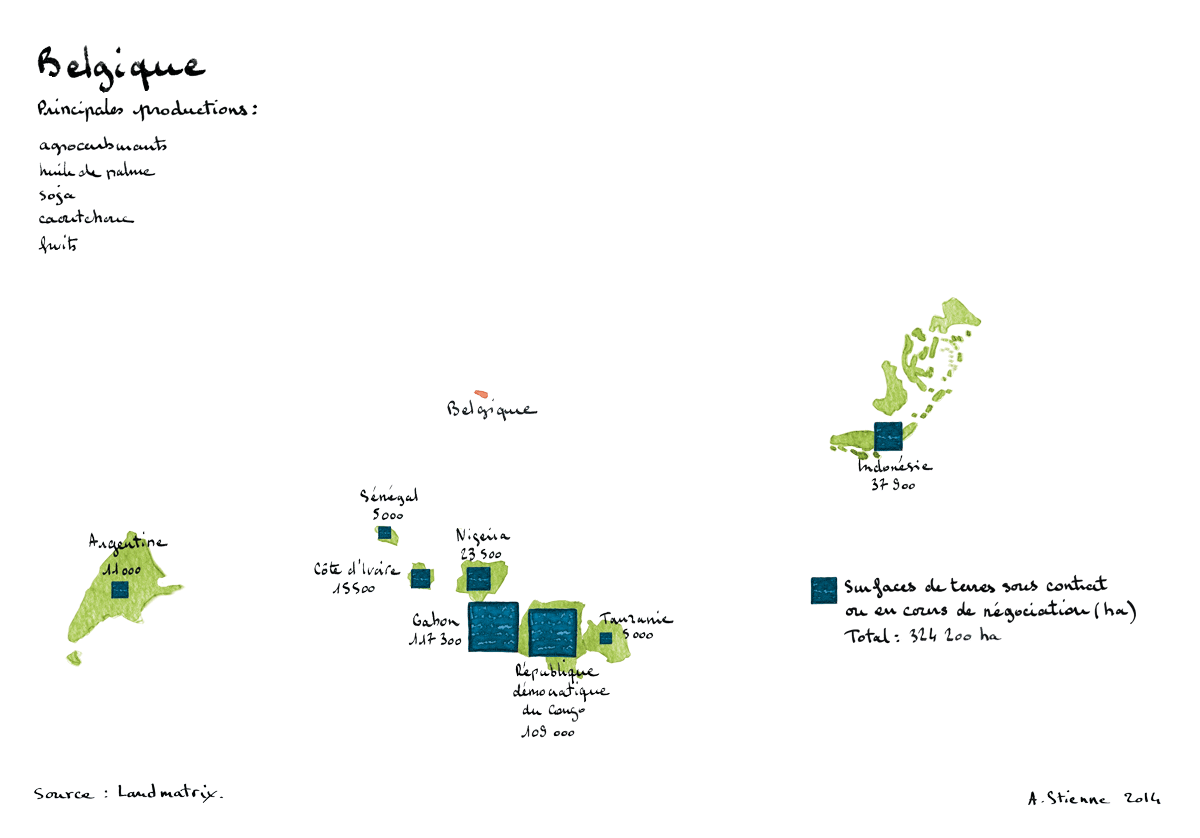 Belgique
Principales productions :
agrocarburants
huile de palme
soja
caoutchouc
fruits
Belgique
Indonésie
37 900
Sénégal
5 000
Argentine
11 000
Côte d'Ivoire
15 500
Nigeria
23 500
Gabon
117 300
Tanzanie
5 000
République
démocratique
du Congo
109 000
Surfaces de terres sous contrat
ou en cours de négociation (ha)
Total : 324 200 ha
Source : Landmatrix.
A. Stienne 2014